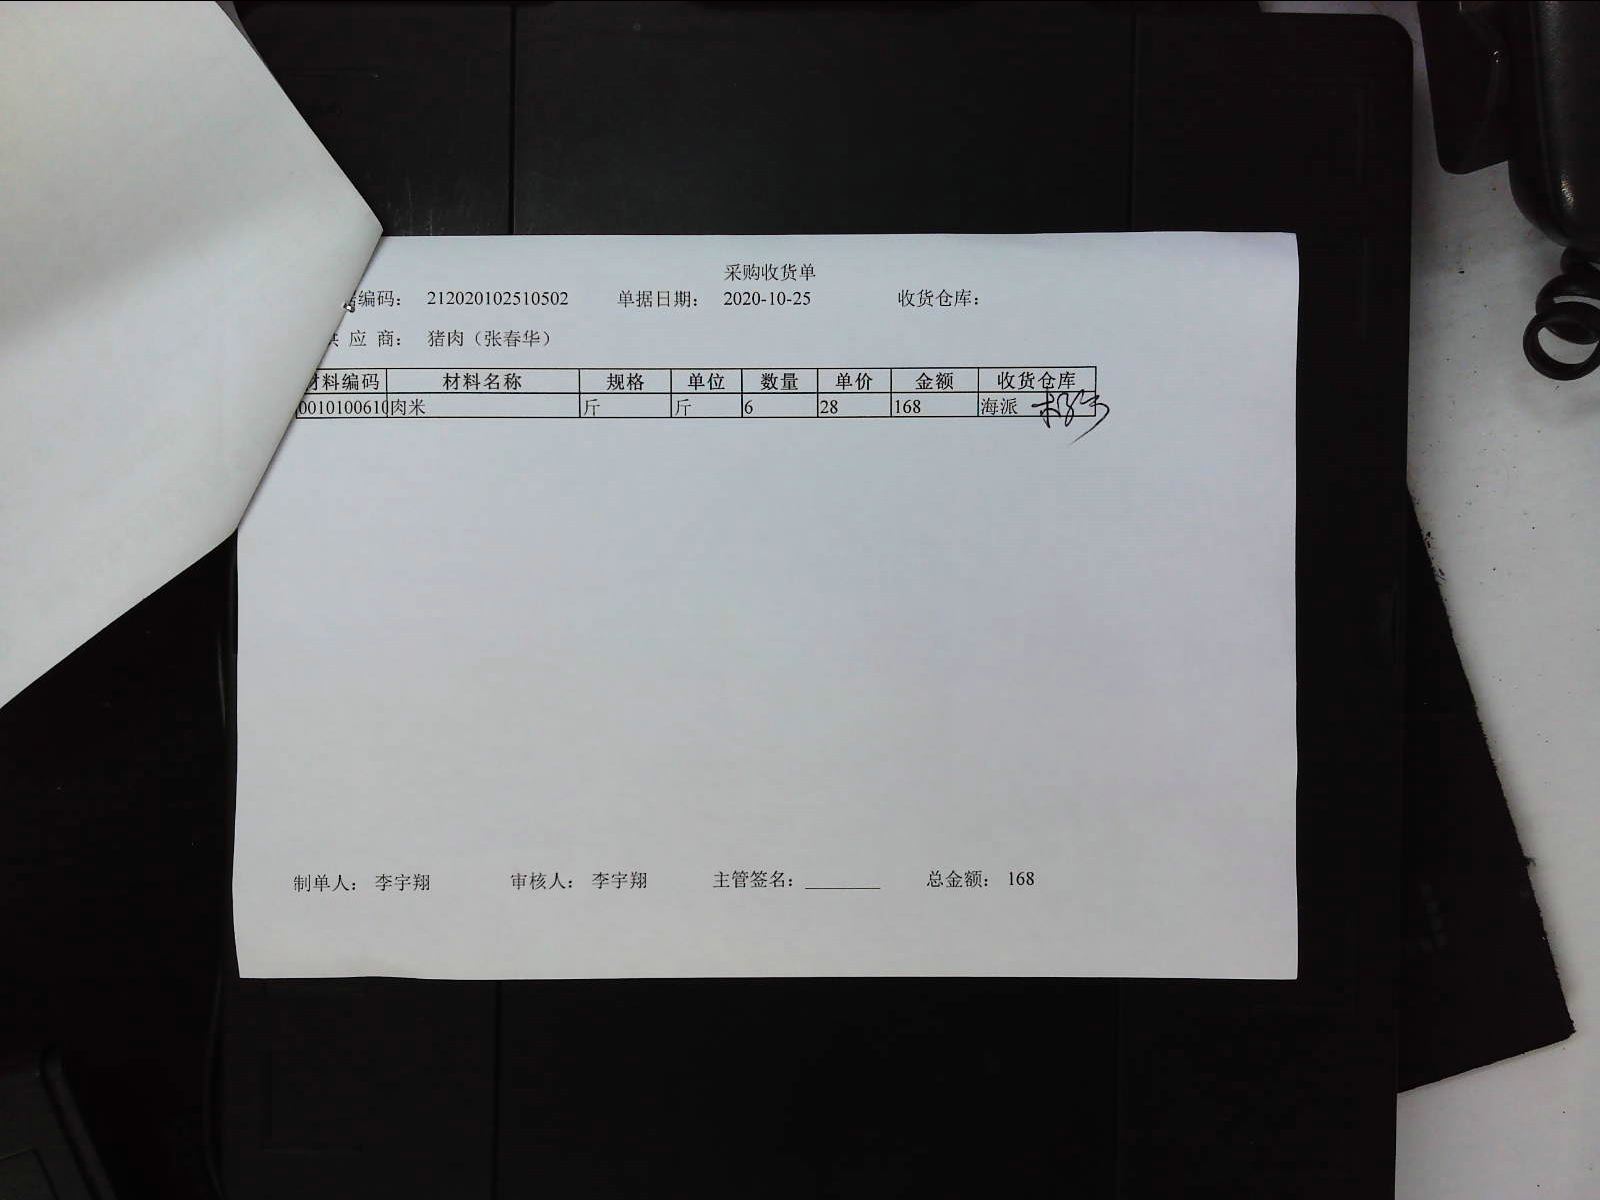 采购收货单
编码： 212020102510502 单据日期： 2020-10-25 收货仓库：
应 商： 猪肉（张春华）
材料编码 材料名称 规格 单位 数量 单价 金额 收货仓库
0010100610 肉米 斤 斤 6 28 168 海派
制单人： 李宇翔 审核人： 李宇翔 主管签名：________ 总金额： 168